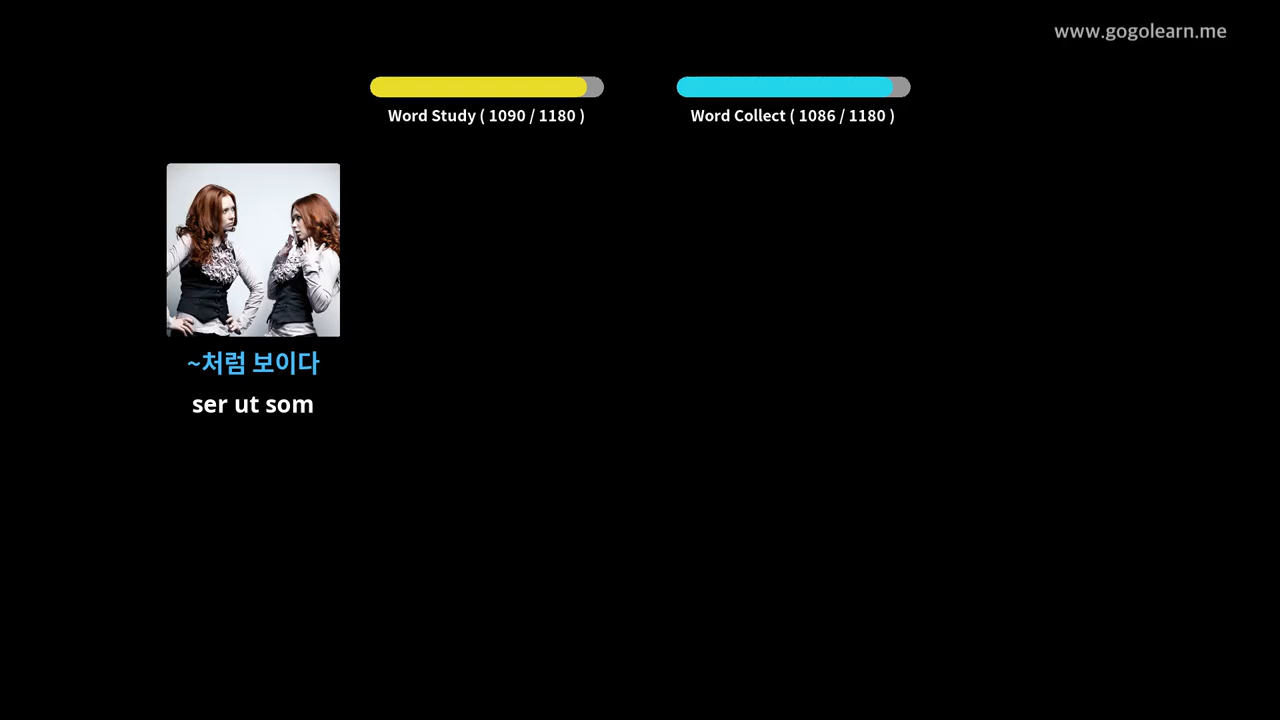 www.gogolearn.me
Word Study ( 1090 / 1180 )
Word Collect ( 1086 / 1180 )
~처럼 보이다
ser ut som